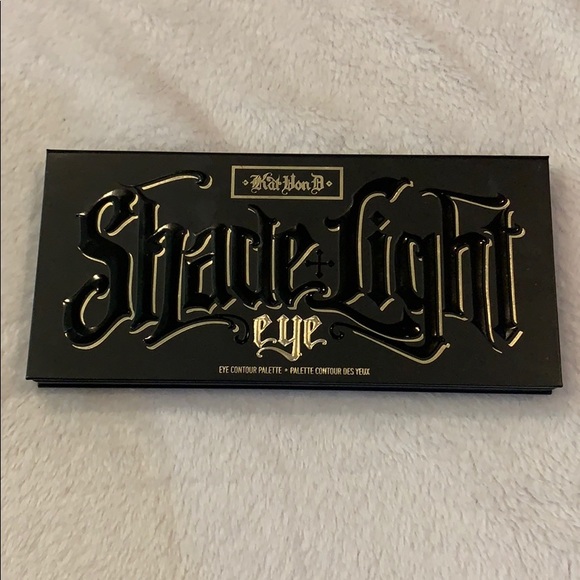 Kat Von D
Shade + Light
eye
EYE CONTOUR PALETTE • PALETTE CONTOUR DES YEUX